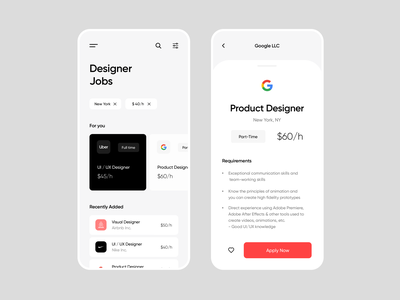 Designer
Jobs
New York ×
$40/h ×
For you
Uber
Full time
UI / UX Designer
$45/h
Par
Product Designer
$60/h
Recently Added
Visual Designer
$50/h
UI / UX Designer
Nike Inc.
$40/h
Product Designer
Google LLC
Product Designer
New York, NY
Part-Time
$60/h
Requirements
• Exceptional communication skills and
team-working skills
• Know the principles of animation and
you can create high fidelity prototypes
• Direct experience using Adobe Premiere,
Adobe After Effects & other tools used to
create videos, animations, etc.
- Good UI/UX knowledge
Apply Now